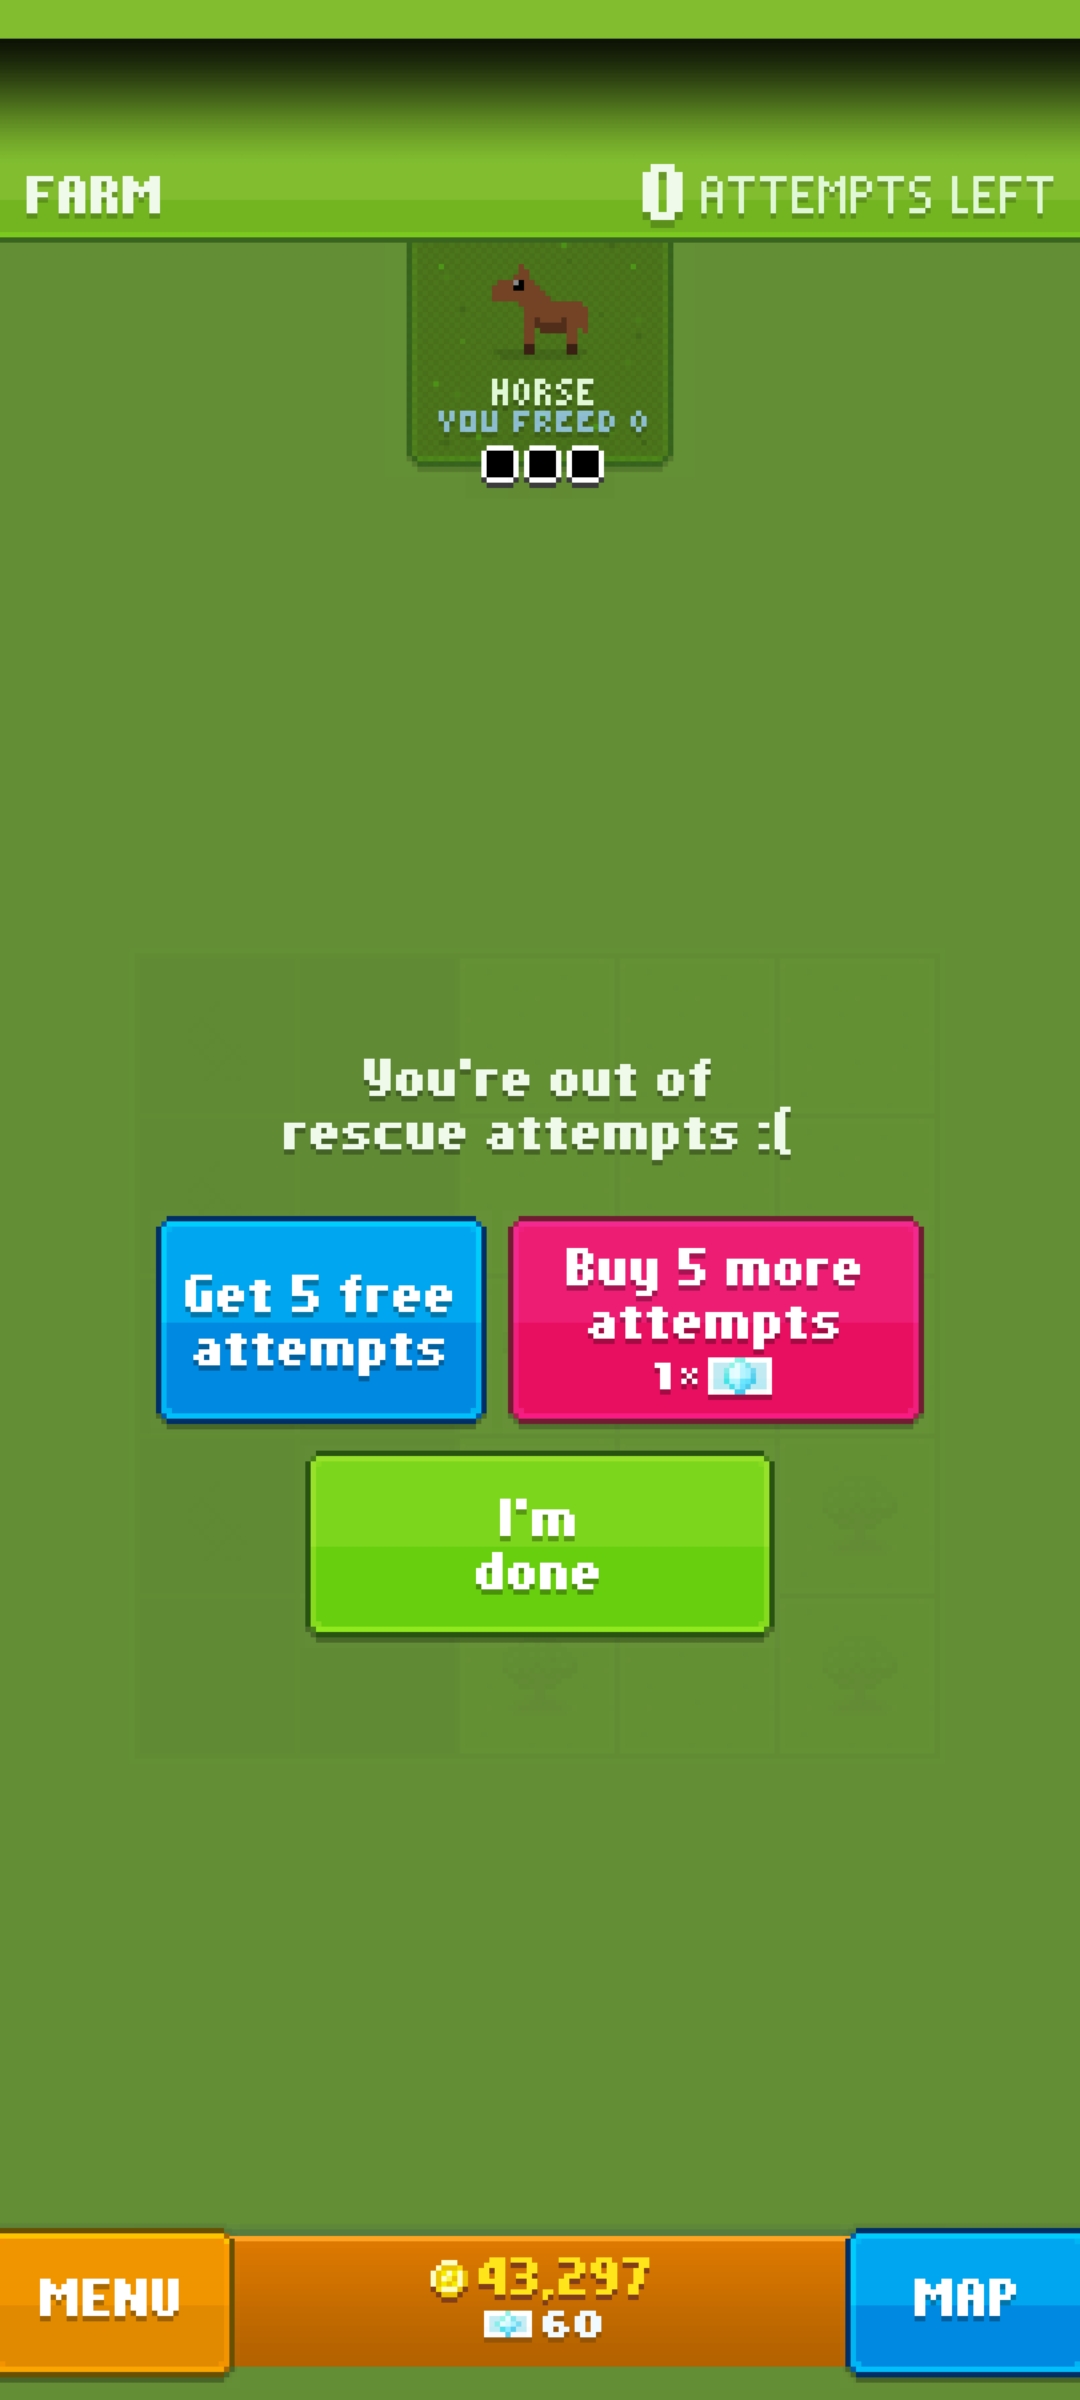 FARM
0 ATTEMPTS LEFT
HORSE
YOU FREED 0
You're out of
rescue attempts :(
Get 5 free
attempts
Buy 5 more
attempts
1×
I'm
done
MENU
43,297
60
MAP